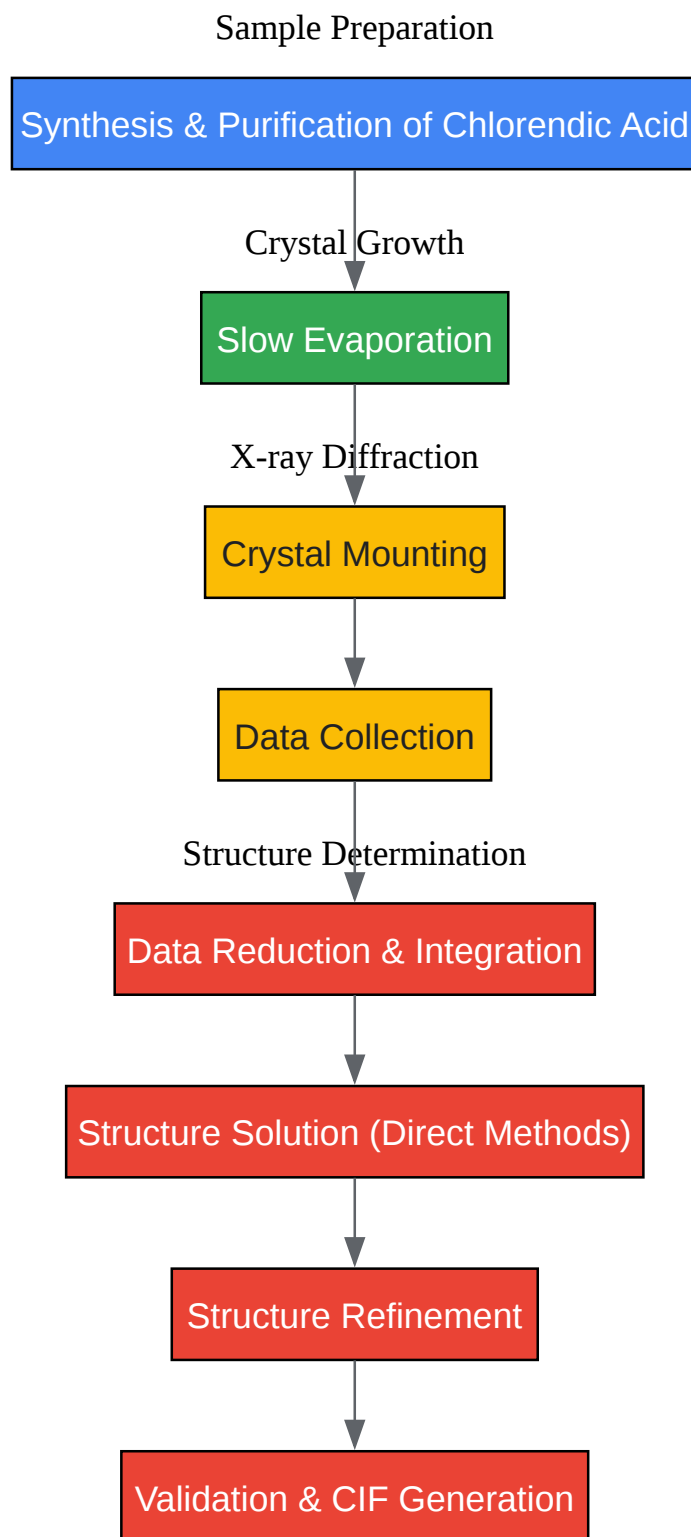 Sample Preparation
Synthesis & Purification of Chlorendic Acid
Crystal Growth
Slow Evaporation
X-ray Diffraction
Crystal Mounting
Data Collection
Structure Determination
Data Reduction & Integration
Structure Solution (Direct Methods)
Structure Refinement
Validation & CIF Generation